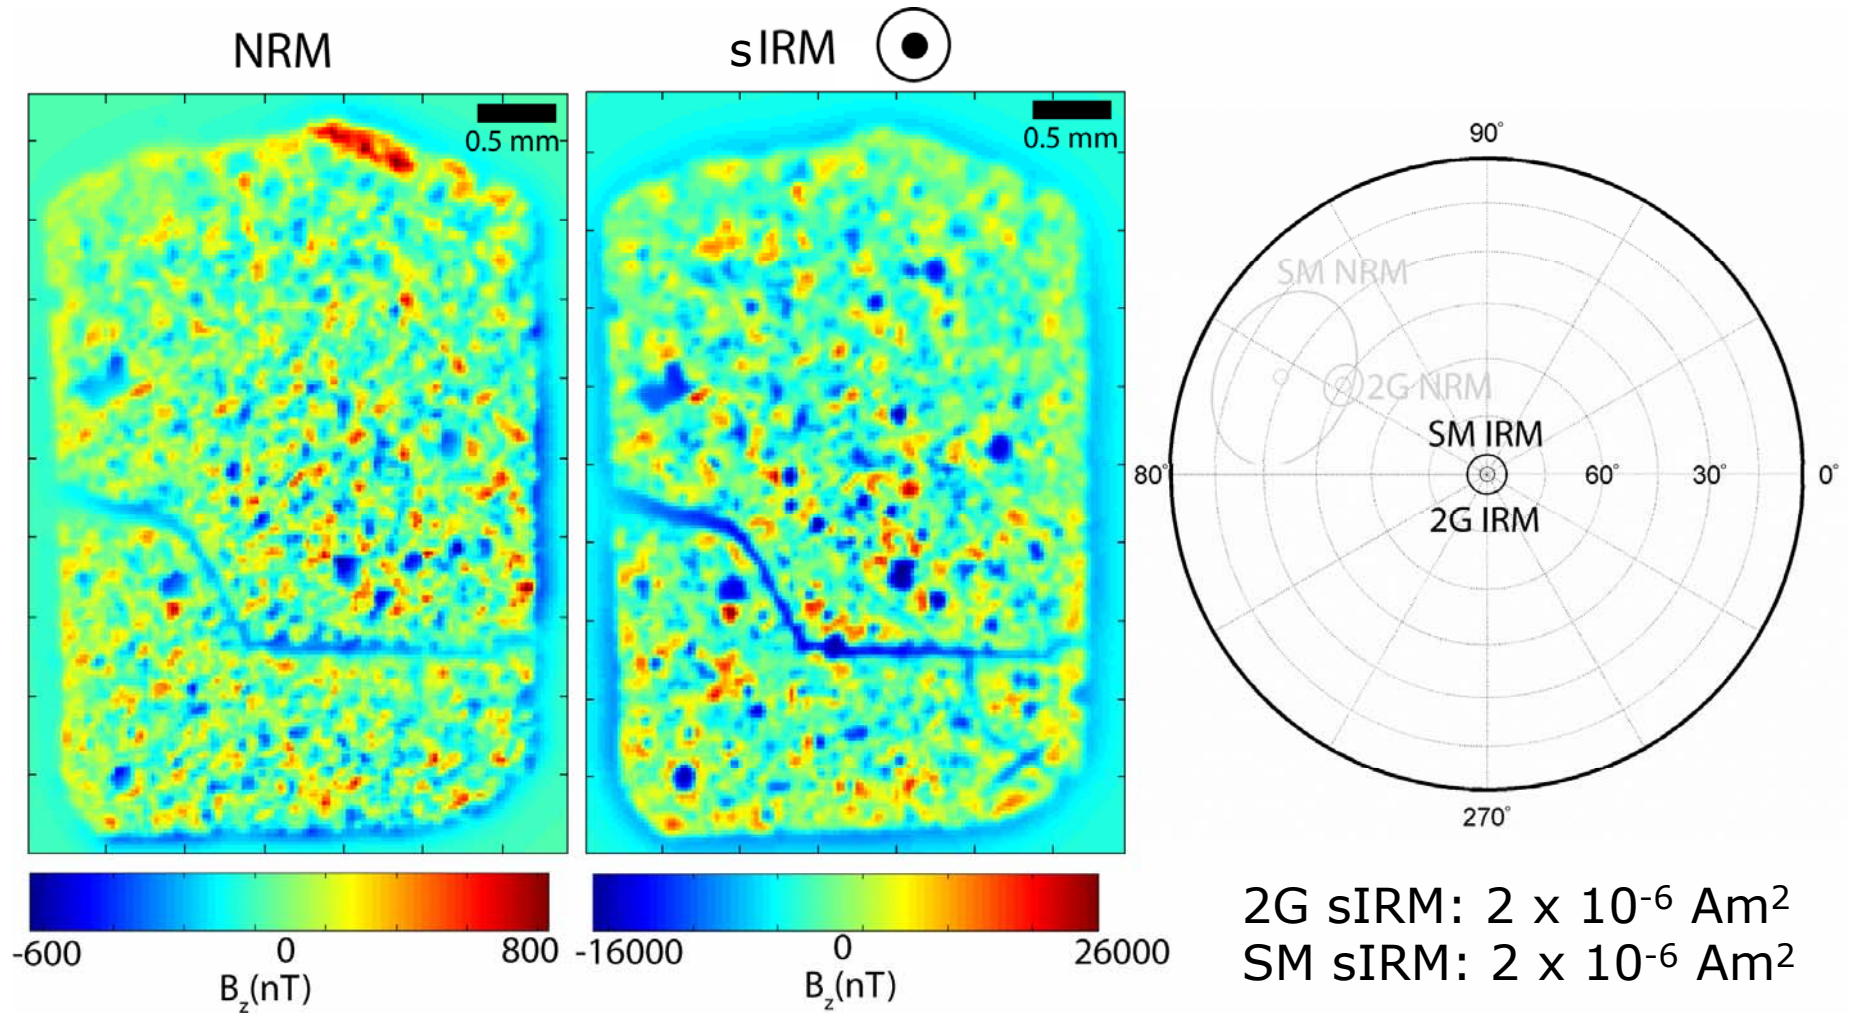 NRM
0.5 mm
-600 0 800
Bz(nT)
sIRM
0.5 mm
-16000 0 26000
Bz(nT)
90°
SM NRM
2G NRM
SM IRM
80° 60° 30° 0°
2G IRM
270°
2G sIRM: 2 x 10-6 Am2
SM sIRM: 2 x 10-6 Am2